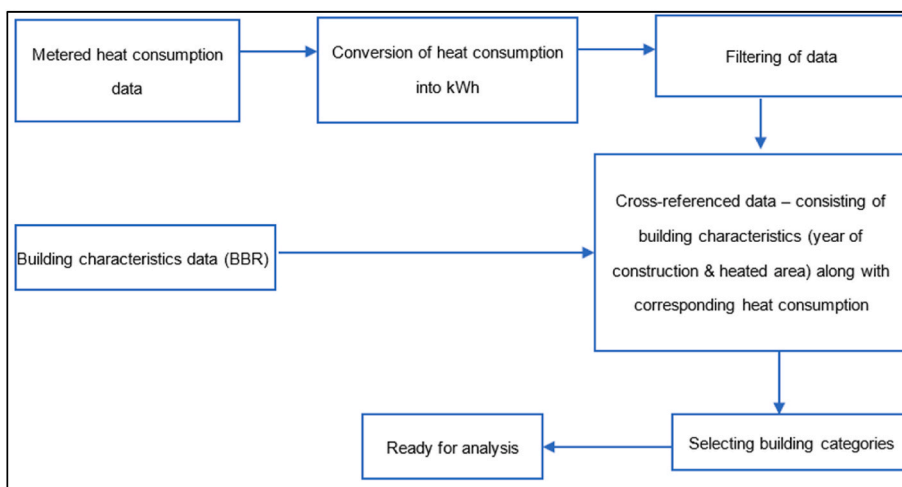 Metered heat consumption
data
Conversion of heat consumption
into kWh
Filtering of data
Cross-referenced data – consisting of
building characteristics (year of
construction & heated area) along with
corresponding heat consumption
Building characteristics data (BBR)
Selecting building categories
Ready for analysis